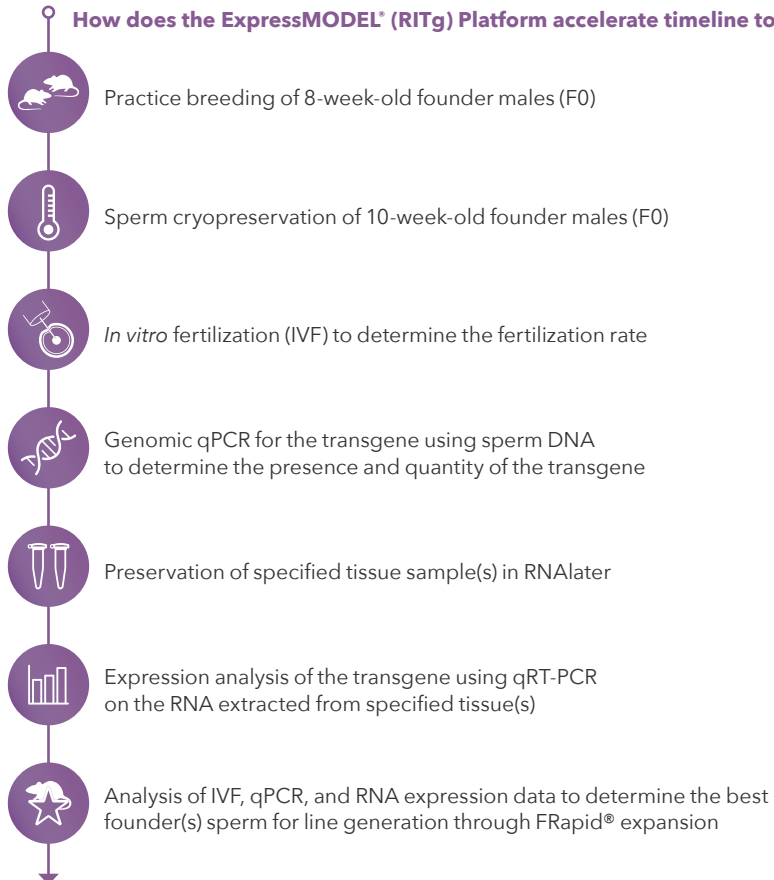 How does the ExpressMODEL® (RITg) Platform accelerate timeline to
Practice breeding of 8-week-old founder males (F0)
Sperm cryopreservation of 10-week-old founder males (F0)
In vitro fertilization (IVF) to determine the fertilization rate
Genomic qPCR for the transgene using sperm DNA
to determine the presence and quantity of the transgene
Preservation of specified tissue sample(s) in RNAlater
Expression analysis of the transgene using qRT-PCR
on the RNA extracted from specified tissue(s)
Analysis of IVF, qPCR, and RNA expression data to determine the best
founder(s) sperm for line generation through FRapid® expansion